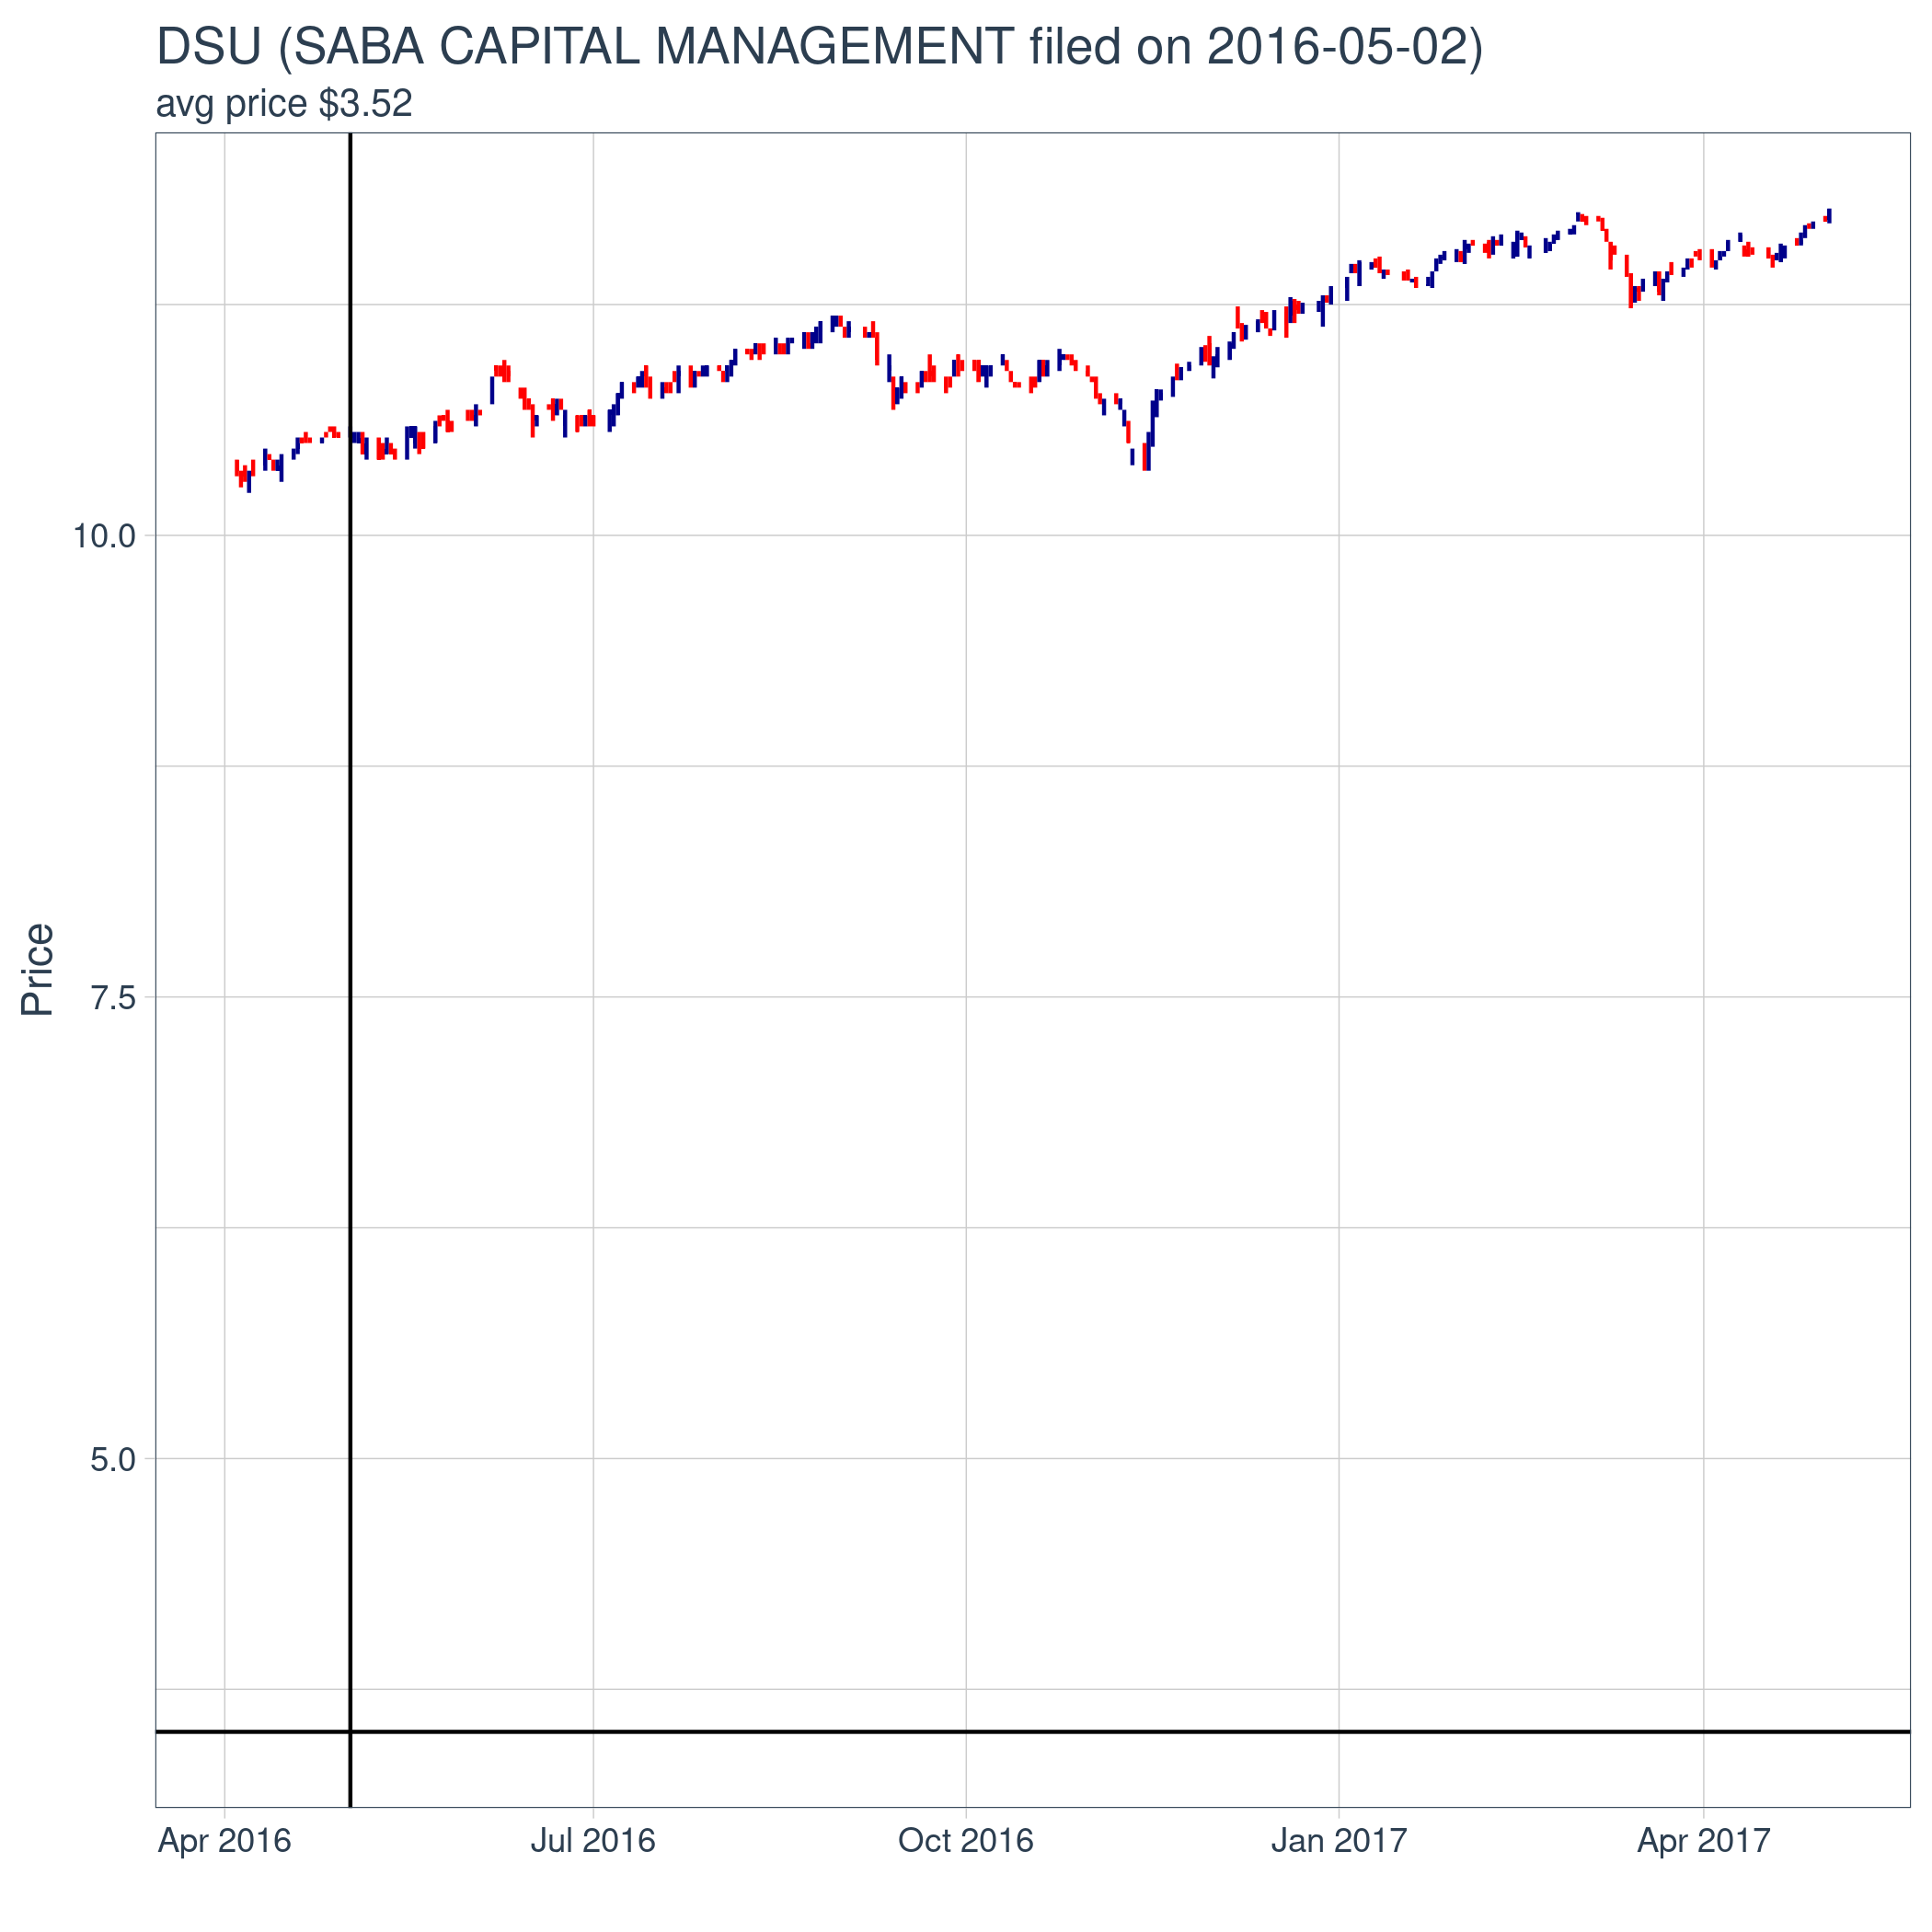 DSU (SABA CAPITAL MANAGEMENT filed on 2016-05-02)
avg price $3.52
Price
10.0
7.5
5.0
Apr 2016
Jul 2016
Oct 2016
Jan 2017
Apr 2017